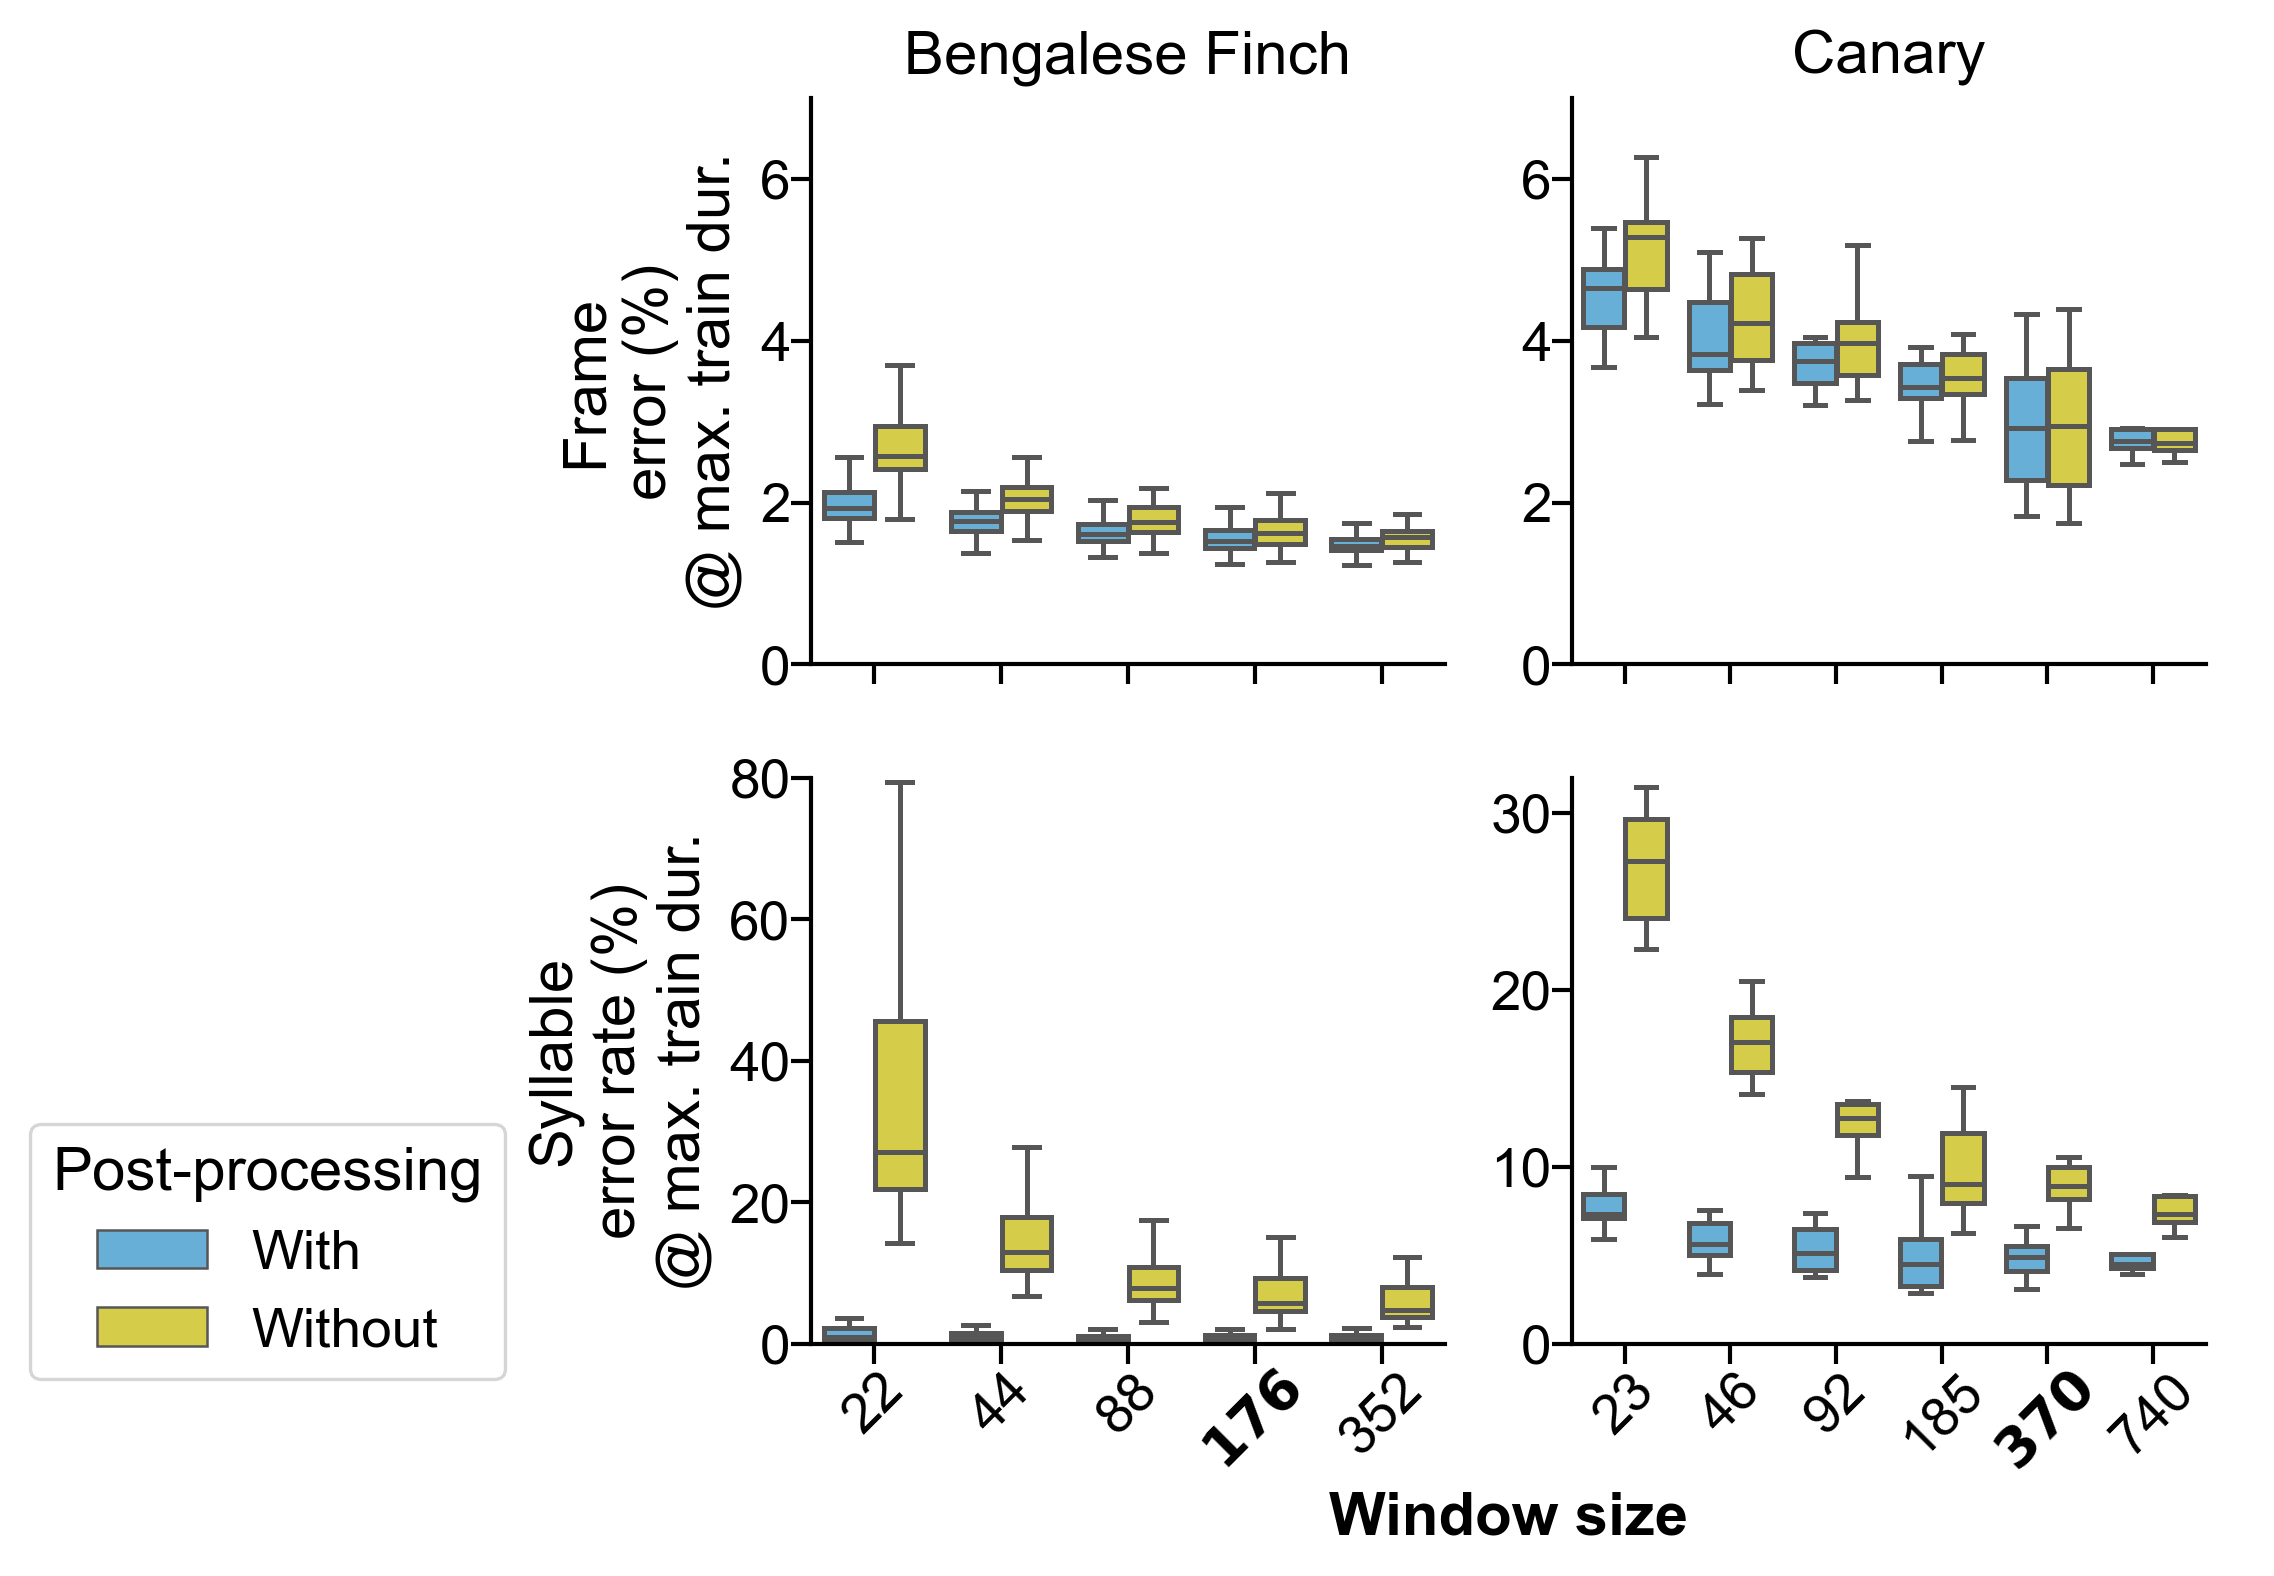 Bengalese Finch
Canary
Frame
error (%)
@ max. train dur.
6
4
2
0
6
4
2
0
Syllable
error rate (%)
@ max. train dur.
80
60
40
20
0
30
20
10
0
22
44
88
176
352
23
46
92
185
370
740
Window size
Post-processing
With
Without